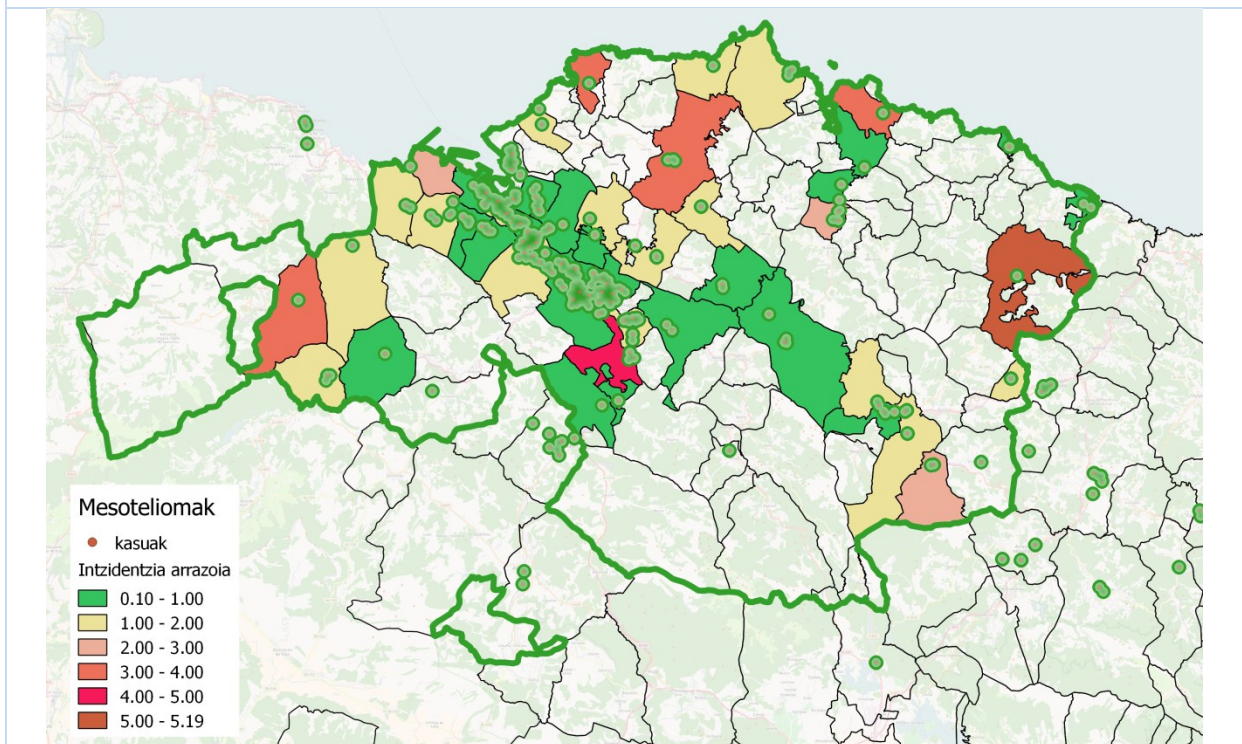 Mesoteliomak
kasuak
Intzidentzia arrazoia
0.10 - 1.00
1.00 - 2.00
2.00 - 3.00
3.00 - 4.00
4.00 - 5.00
5.00 - 5.19